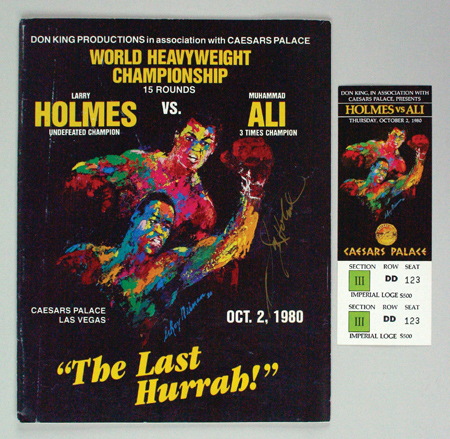 DON KING PRODUCTIONS in association with CAESARS PALACE
WORLD HEAVYWEIGHT
CHAMPIONSHIP
15 ROUNDS
LARRY
HOLMES
UNDEFEATED CHAMPION
VS.
MUHAMMAD
ALI
3 TIMES CHAMPION
CAESARS PALACE
LAS VEGAS
LeRoy Neiman
OCT. 2, 1980
"The Last
Hurrah!"
DON KING, IN ASSOCIATION WITH
CAESARS PALACE, PRESENTS
HOLMES vs ALI
THURSDAY, OCTOBER 2, 1980
CAESARS PALACE
SECTION ROW SEAT
III DD 123
IMPERIAL LOGE $500
SECTION ROW SEAT
III DD 123
IMPERIAL LOGE $500